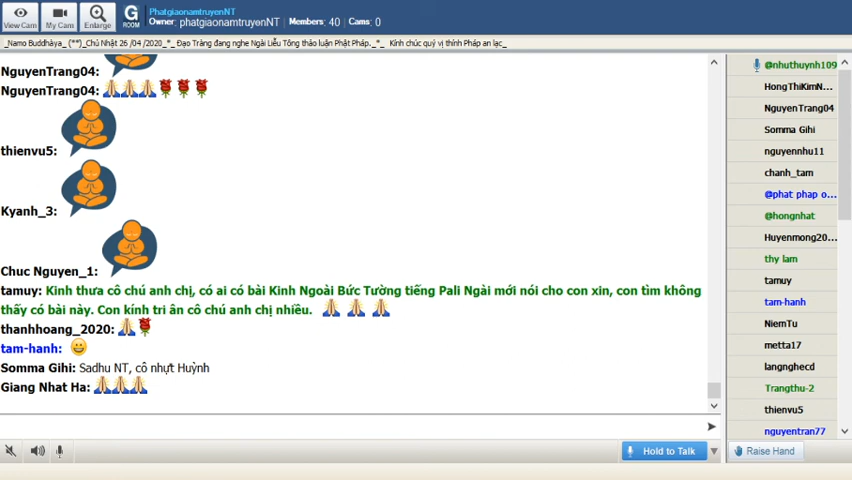 View Cam
My Cam
Enlarge
G ROOM
PhatgiaonamtruyenNT
Owner: phatgiaonamtruyenNT | Members: 40 | Cams: 0
_Namo Buddhàya_ (**)_Chủ Nhật 26 /04 /2020_*_ Đạo Tràng đang nghe Ngài Liễu Tông thảo luận Phật Pháp._*_ Kính chúc quý vị thính Pháp an lạc_
NguyenTrang04:
NguyenTrang04:
thienvu5:
Kyanh_3:
Chuc Nguyen_1:
tamuy: Kính thưa cô chú anh chị, có ai có bài Kinh Ngoài Bức Tường tiếng Pali Ngài mới nói cho con xin, con tìm không
thấy có bài này. Con kính tri ân cô chú anh chị nhiều.
thanhhoang_2020:
tam-hanh:
Somma Gihi: Sadhu NT, cô nhựt Huỳnh
Giang Nhat Ha:
@nhuthuynh109
HongThiKimN...
NguyenTrang04
Somma Gihi
nguyennhu11
chanh_tam
@phat phap o...
@hongnhat
Huyenmong20...
thy lam
tamuy
tam-hanh
NiemTu
metta17
langnghecd
Trangthu-2
thienvu5
nguyentran77
Hold to Talk
Raise Hand